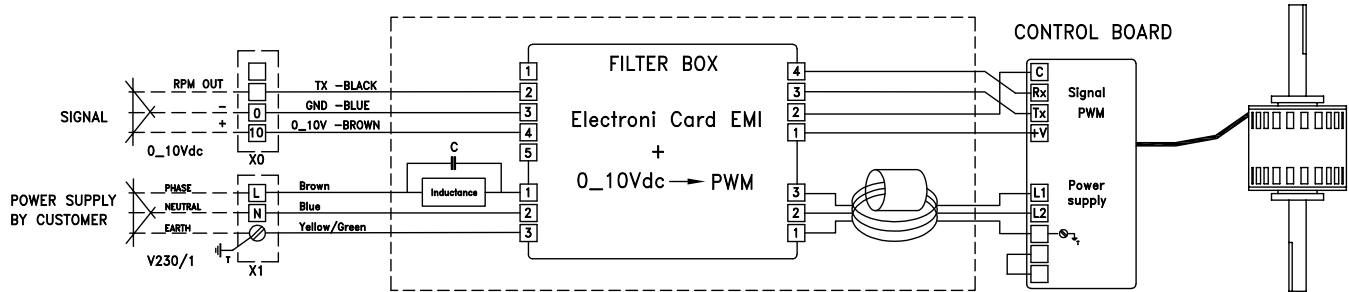 CONTROL BOARD
FILTER BOX
Electroni Card EMI
+
0_10Vdc → PWM
SIGNAL
RPM OUT
−
+
0_10Vdc
0
10
X0
TX -BLACK
GND -BLUE
0_10V -BROWN
1
2
3
4
5
4
3
2
1
C
Rx
Tx
+V
Signal
PWM
POWER SUPPLY
BY CUSTOMER
PHASE
NEUTRAL
EARTH
V230/1
L
N
T
X1
Brown
Blue
Yellow/Green
C
Inductance
1
2
3
3
2
1
L1
L2
Power
supply
T